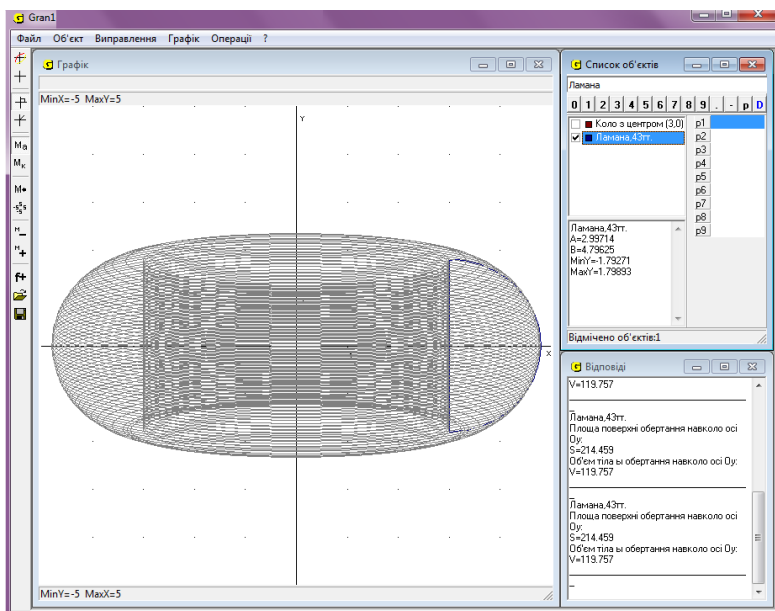 Gran1
Файл Об'єкт Виправлення Графік Операції ?
Графік
MinX=-5 MaxY=5
Y
X
1
MinY=-5 MaxX=5
Список об'єктів
Ламана
0 1 2 3 4 5 6 7 8 9 . - p D
Коло з центром (3,0)
Ламана,43тт.
p1
p2
p3
p4
p5
p6
p7
p8
p9
Ламана,43тт.
A=2.99714
B=4.79625
MinY=-1.79271
MaxY=1.79893
Відмічено об'єктів:1
Відповіді
V=119.757
Ламана,43тт.
Площа поверхні обертання навколо осі
Oy:
S=214.459
Об'єм тіла ы обертання навколо осі Oy:
V=119.757
Ламана,43тт.
Площа поверхні обертання навколо осі
Oy:
S=214.459
Об'єм тіла ы обертання навколо осі Oy:
V=119.757